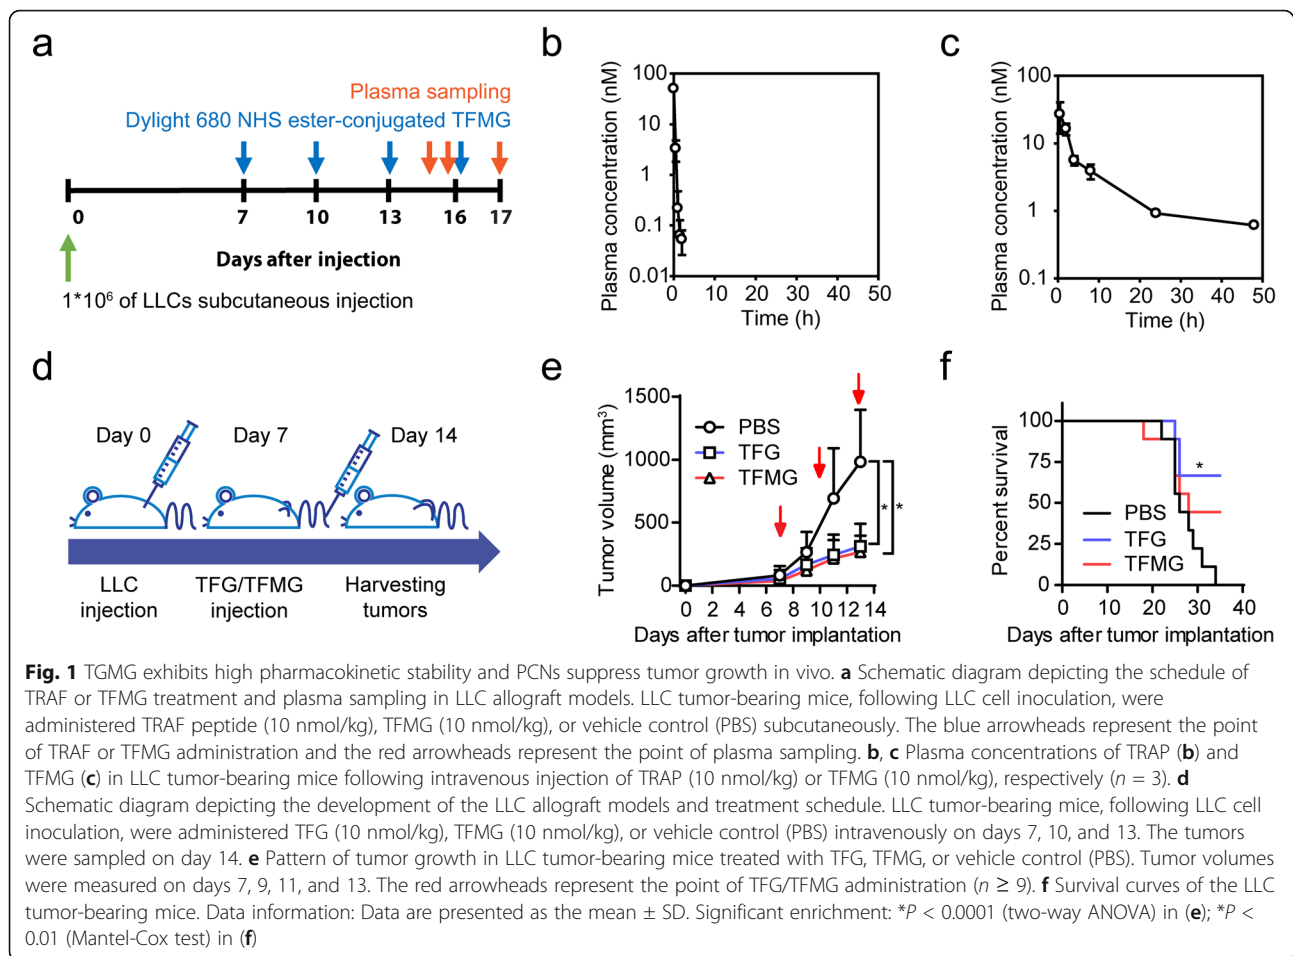 a
Plasma sampling
Dylight 680 NHS ester-conjugated TFMG
0 7 10 13 16 17
Days after injection
1*10⁶ of LLCs subcutaneous injection
b
Plasma concentration (nM)
100
10
1
0.1
0.01
0 10 20 30 40 50
Time (h)
c
Plasma concentration (nM)
100
10
1
0.1
0 10 20 30 40 50
Time (h)
d
Day 0 Day 7 Day 14
LLC injection
TFG/TFMG injection
Harvesting tumors
e
Tumor volume (mm³)
1500
1000
500
0
PBS
TFG
TFMG
* *
0 2 4 6 8 10 12 14
Days after tumor implantation
f
Percent survival
100
75
50
25
0
*
PBS
TFG
TFMG
0 10 20 30 40
Days after tumor implantation
Fig. 1 TGMG exhibits high pharmacokinetic stability and PCNs suppress tumor growth in vivo. a Schematic diagram depicting the schedule of
TRAF or TFMG treatment and plasma sampling in LLC allograft models. LLC tumor-bearing mice, following LLC cell inoculation, were
administered TRAF peptide (10 nmol/kg), TFMG (10 nmol/kg), or vehicle control (PBS) subcutaneously. The blue arrowheads represent the point
of TRAF or TFMG administration and the red arrowheads represent the point of plasma sampling. b, c Plasma concentrations of TRAP (b) and
TFMG (c) in LLC tumor-bearing mice following intravenous injection of TRAP (10 nmol/kg) or TFMG (10 nmol/kg), respectively (n = 3). d
Schematic diagram depicting the development of the LLC allograft models and treatment schedule. LLC tumor-bearing mice, following LLC cell
inoculation, were administered TFG (10 nmol/kg), TFMG (10 nmol/kg), or vehicle control (PBS) intravenously on days 7, 10, and 13. The tumors
were sampled on day 14. e Pattern of tumor growth in LLC tumor-bearing mice treated with TFG, TFMG, or vehicle control (PBS). Tumor volumes
were measured on days 7, 9, 11, and 13. The red arrowheads represent the point of TFG/TFMG administration (n ≥ 9). f Survival curves of the LLC
tumor-bearing mice. Data information: Data are presented as the mean ± SD. Significant enrichment: *P < 0.0001 (two-way ANOVA) in (e); *P <
0.01 (Mantel-Cox test) in (f)